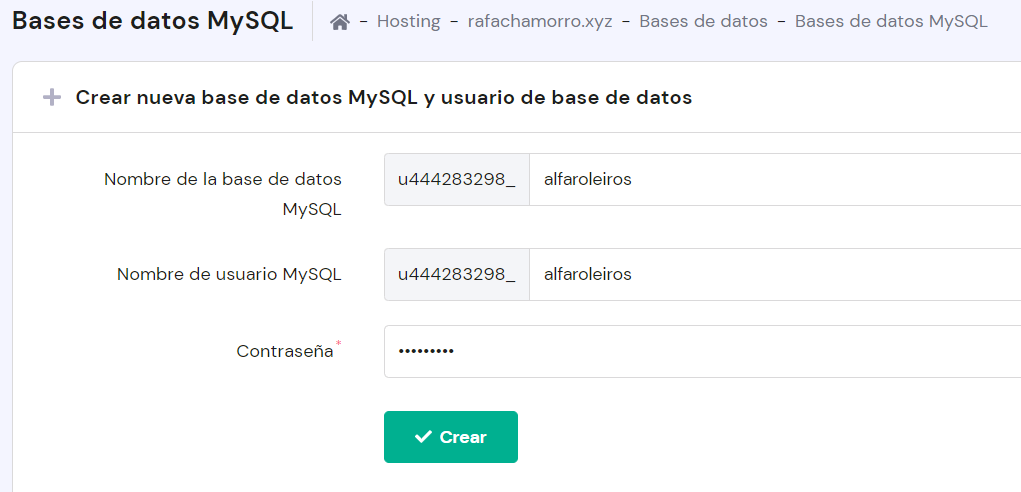 Bases de datos MySQL - Hosting - rafachamorro.xyz - Bases de datos - Bases de datos MySQL
Crear nueva base de datos MySQL y usuario de base de datos
Nombre de la base de datos
MySQL
u444283298_ alfaroleiros
Nombre de usuario MySQL u444283298_ alfaroleiros
Contraseña* •••••••••
Crear